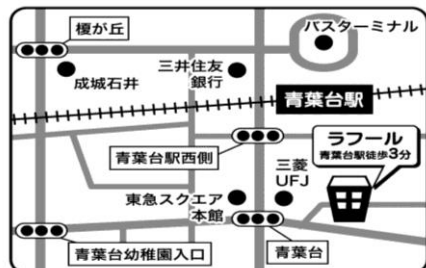 榎が丘
バスターミナル
成城石井
三井住友
銀行
青葉台駅
青葉台駅西側
ラフール
青葉台駅徒歩3分
三菱
UFJ
東急スクエア
本館
青葉台幼稚園入口
青葉台